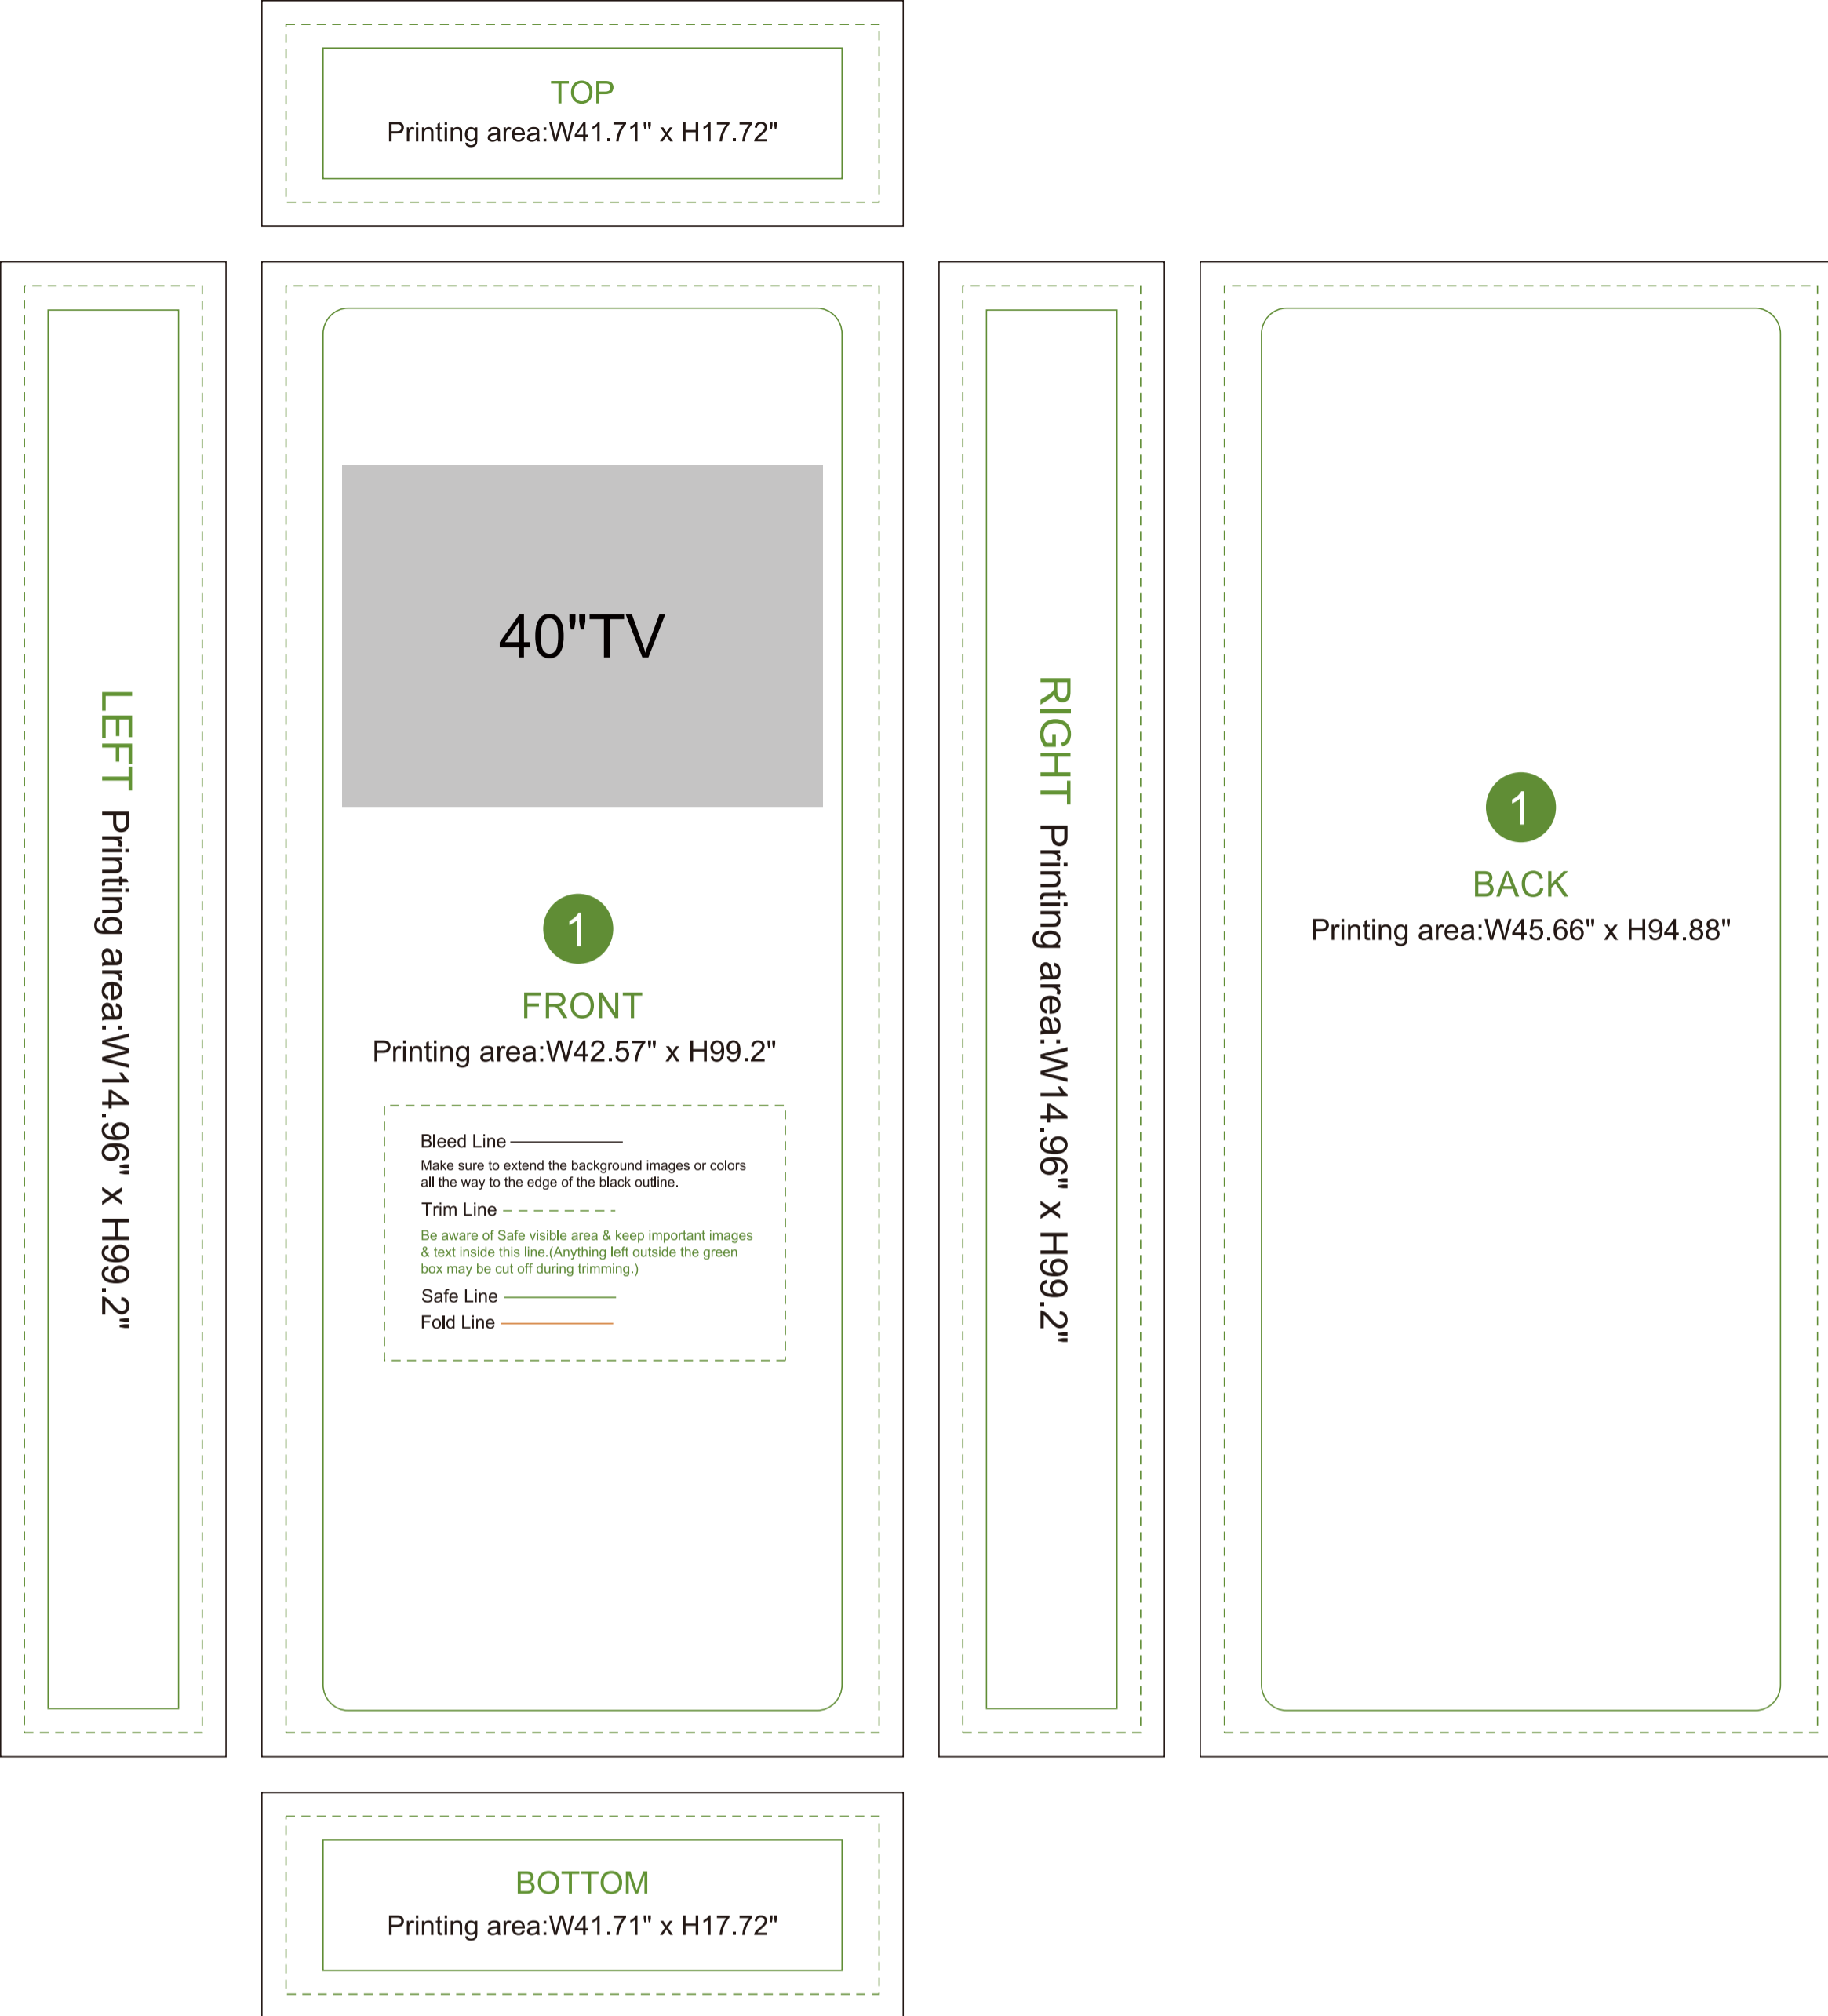 TOP
Printing area:W41.71" x H17.72"
LEFT Printing area:W14.96" x H99.2"
40"TV
1
FRONT
Printing area:W42.57" x H99.2"
Bleed Line
Make sure to extend the background images or colors
all the way to the edge of the black outline.
Trim Line
Be aware of Safe visible area & keep important images
& text inside this line.(Anything left outside the green
box may be cut off during trimming.)
Safe Line
Fold Line
RIGHT Printing area:W14.96" x H99.2"
1
BACK
Printing area:W45.66" x H94.88"
BOTTOM
Printing area:W41.71" x H17.72"